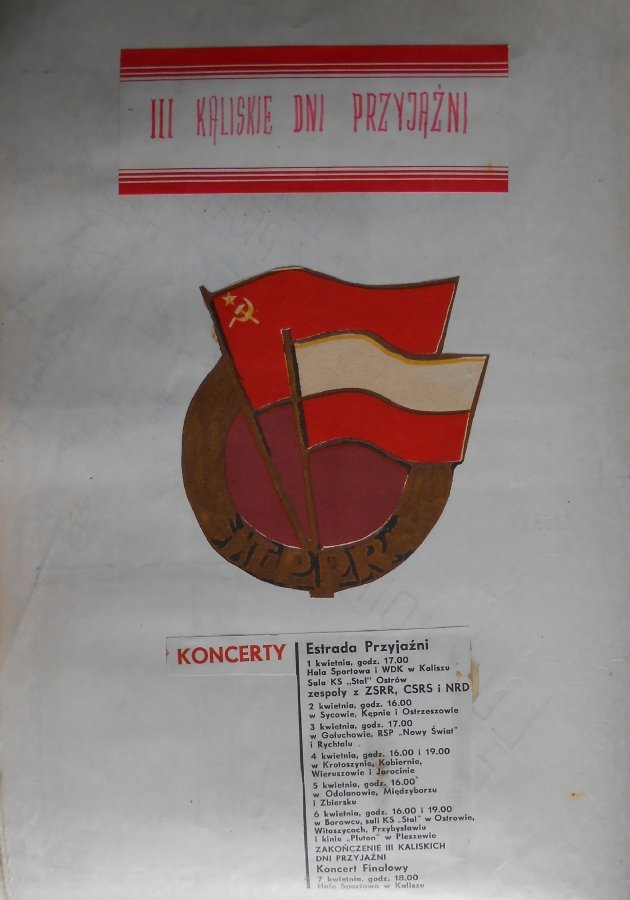 III KALISKIE DNI PRZYJAŹNI
TPPR
KONCERTY
Estrada Przyjaźni
1 kwietnia, godz. 17.00
Hala Sportowa i WDK w Kaliszu
Sala KS „Stal" Ostrów
zespoły z ZSRR, CSRS i NRD
2 kwietnia, godz. 16.00
w Sycowie, Kępnie i Ostrzeszowie
3 kwietnia, godz. 17.00
w Gołuchowie, RSP „Nowy Świat"
i Rychtalu
4 kwietnia, godz. 16.00 i 19.00
w Krotoszynie, Kobiernie,
Wieruszowie i Jarocinie
5 kwietnia, godz. 16.00
w Odolanowie, Międzyborzu
i Zbiersku
6 kwietnia, godz. 16.00 i 19.00
w Borowcu, sali KS „Stal" w Ostrowie,
Witaszycach, Przybysławiu
i kinie „Pluton" w Pleszewie
ZAKOŃCZENIE III KALISKICH
DNI PRZYJAŹNI
Koncert Finałowy
7 kwietnia, godz. 18.00
Hala Sportowa w Kaliszu